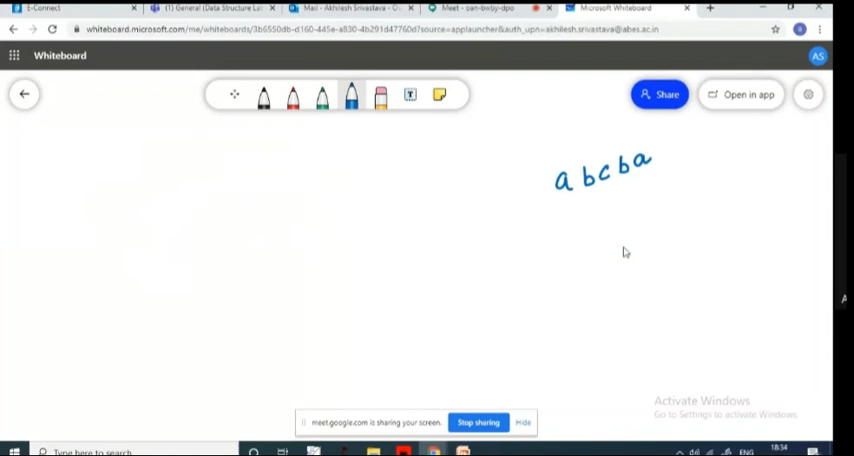 E-Connect
(1) General (Data Structure La
Mail - Akhilesh Srivastava - O
Meet - oan-bwby-dpo
Microsoft Whiteboard
whiteboard.microsoft.com/me/whiteboards/3b6550db-d160-445e-a830-4b291d47760d?source=applauncher&auth_upn=akhilesh.srivastava@abes.ac.in
Whiteboard
AS
T
Share
Open in app
a b c b a
Activate Windows
Go to Settings to activate Windows.
meet.google.com is sharing your screen.
Stop sharing
Hide
Type here to search
ENG
18:34